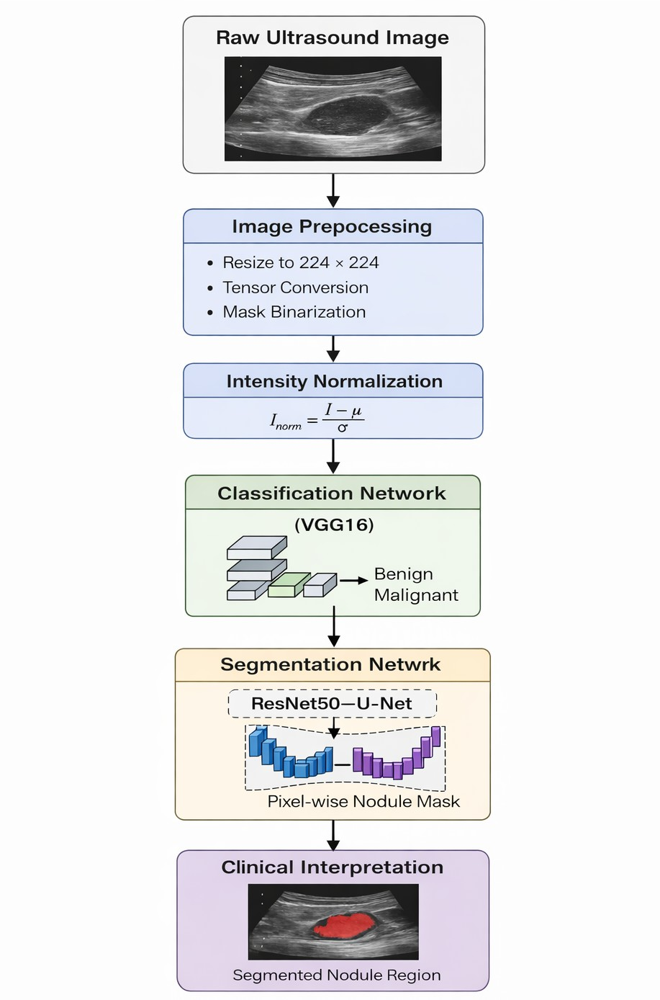 Raw Ultrasound Image
Image Prepocessing
• Resize to 224 × 224
• Tensor Conversion
• Mask Binarization
Intensity Normalization
I_norm = (I − μ) / σ
Classification Network
(VGG16)
Benign
Malignant
Segmentation Netwrk
ResNet50—U-Net
Pixel-wise Nodule Mask
Clinical Interpretation
Segmented Nodule Region